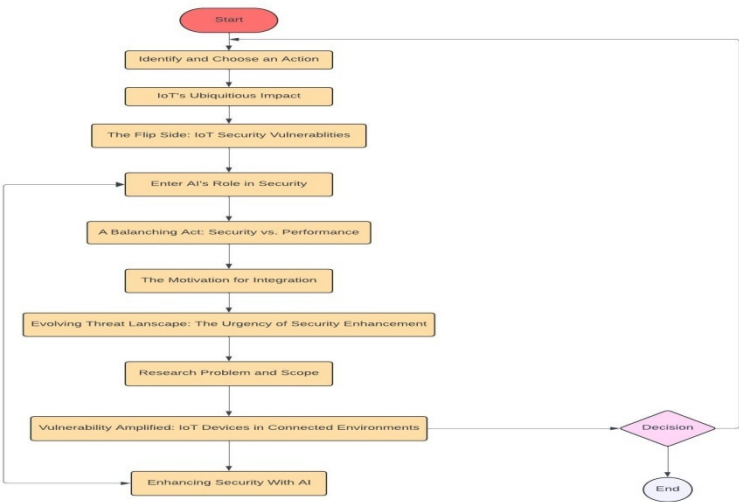 Start
Identify and Choose an Action
IoT's Ubiquitious Impact
The Flip Side: IoT Security Vulnerablities
Enter AI's Role in Security
A Balanching Act: Security vs. Performance
The Motivation for Integration
Evolving Threat Lanscape: The Urgency of Security Enhancement
Research Problem and Scope
Vulnerability Amplified: IoT Devices in Connected Environments
Decision
Enhancing Security With AI
End